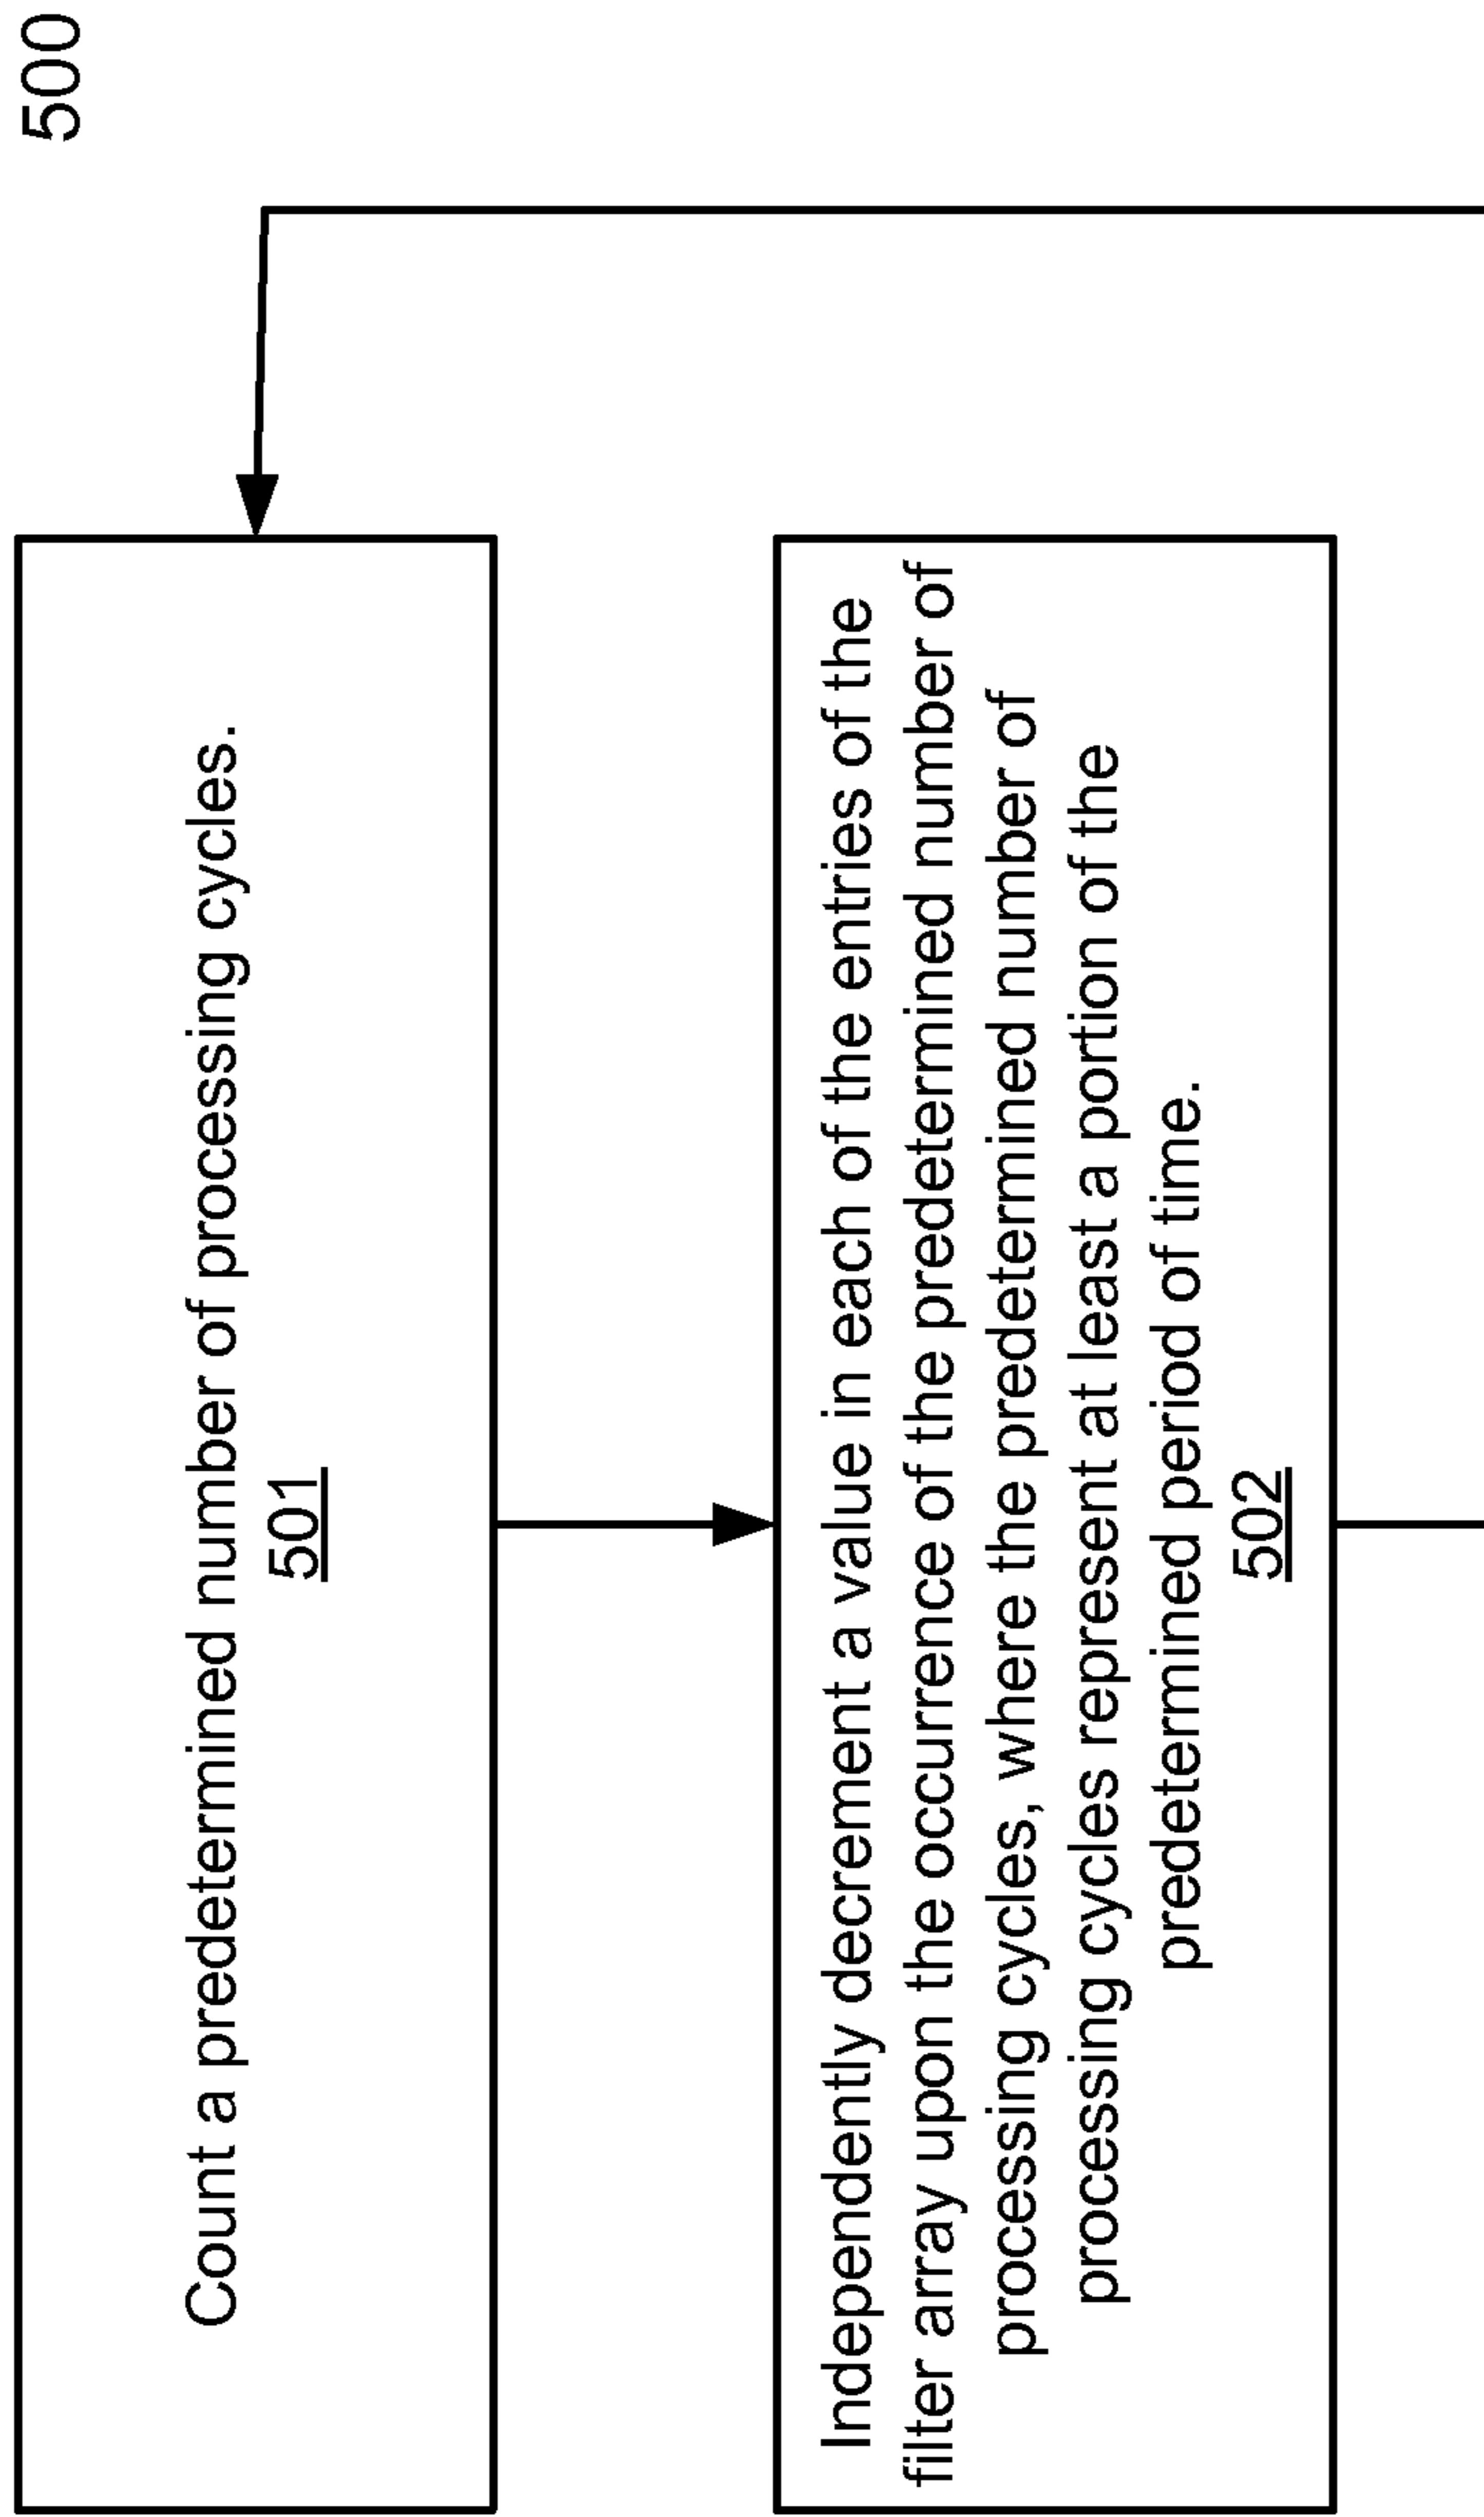 500
Count a predetermined number of processing cycles.
501
Independently decrement a value in each of the entries of the
filter array upon the occurrence of the predetermined number of
processing cycles, where the predetermined number of
processing cycles represent at least a portion of the
predetermined period of time.
502